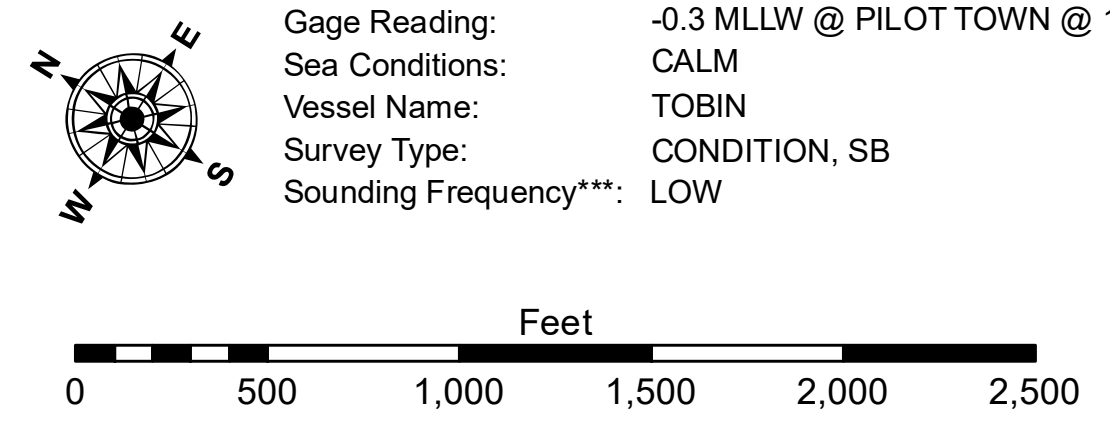 N
E
S
W
Gage Reading: -0.3 MLLW @ PILOT TOWN @
Sea Conditions: CALM
Vessel Name: TOBIN
Survey Type: CONDITION, SB
Sounding Frequency***: LOW
Feet
0 500 1,000 1,500 2,000 2,500